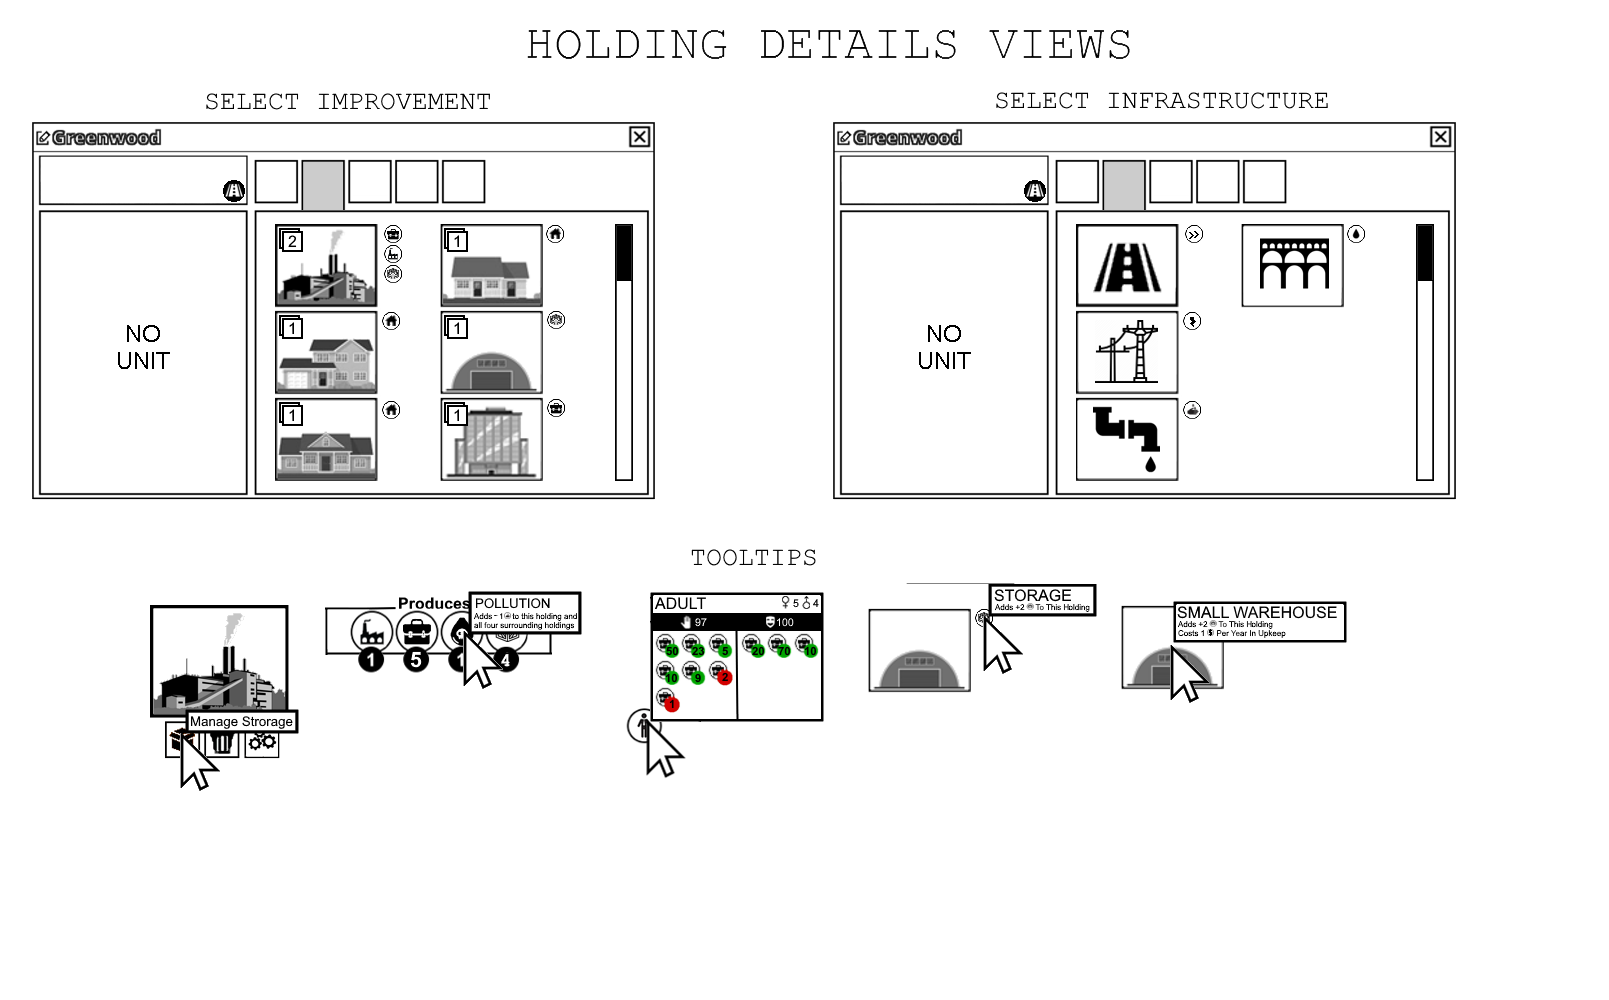 HOLDING DETAILS VIEWS
SELECT IMPROVEMENT
SELECT INFRASTRUCTURE
Greenwood
NO
UNIT
2
1
1
1
1
1
Greenwood
NO
UNIT
TOOLTIPS
Manage Strorage
Produces
1
5
1
4
POLLUTION
Adds - 1 to this holding and
all four surrounding holdings
ADULT
5 4
97
100
50 23 5
20 70 10
10 9 2
1
STORAGE
Adds +2 To This Holding
SMALL WAREHOUSE
Adds +2 To This Holding
Costs 1 $ Per Year In Upkeep